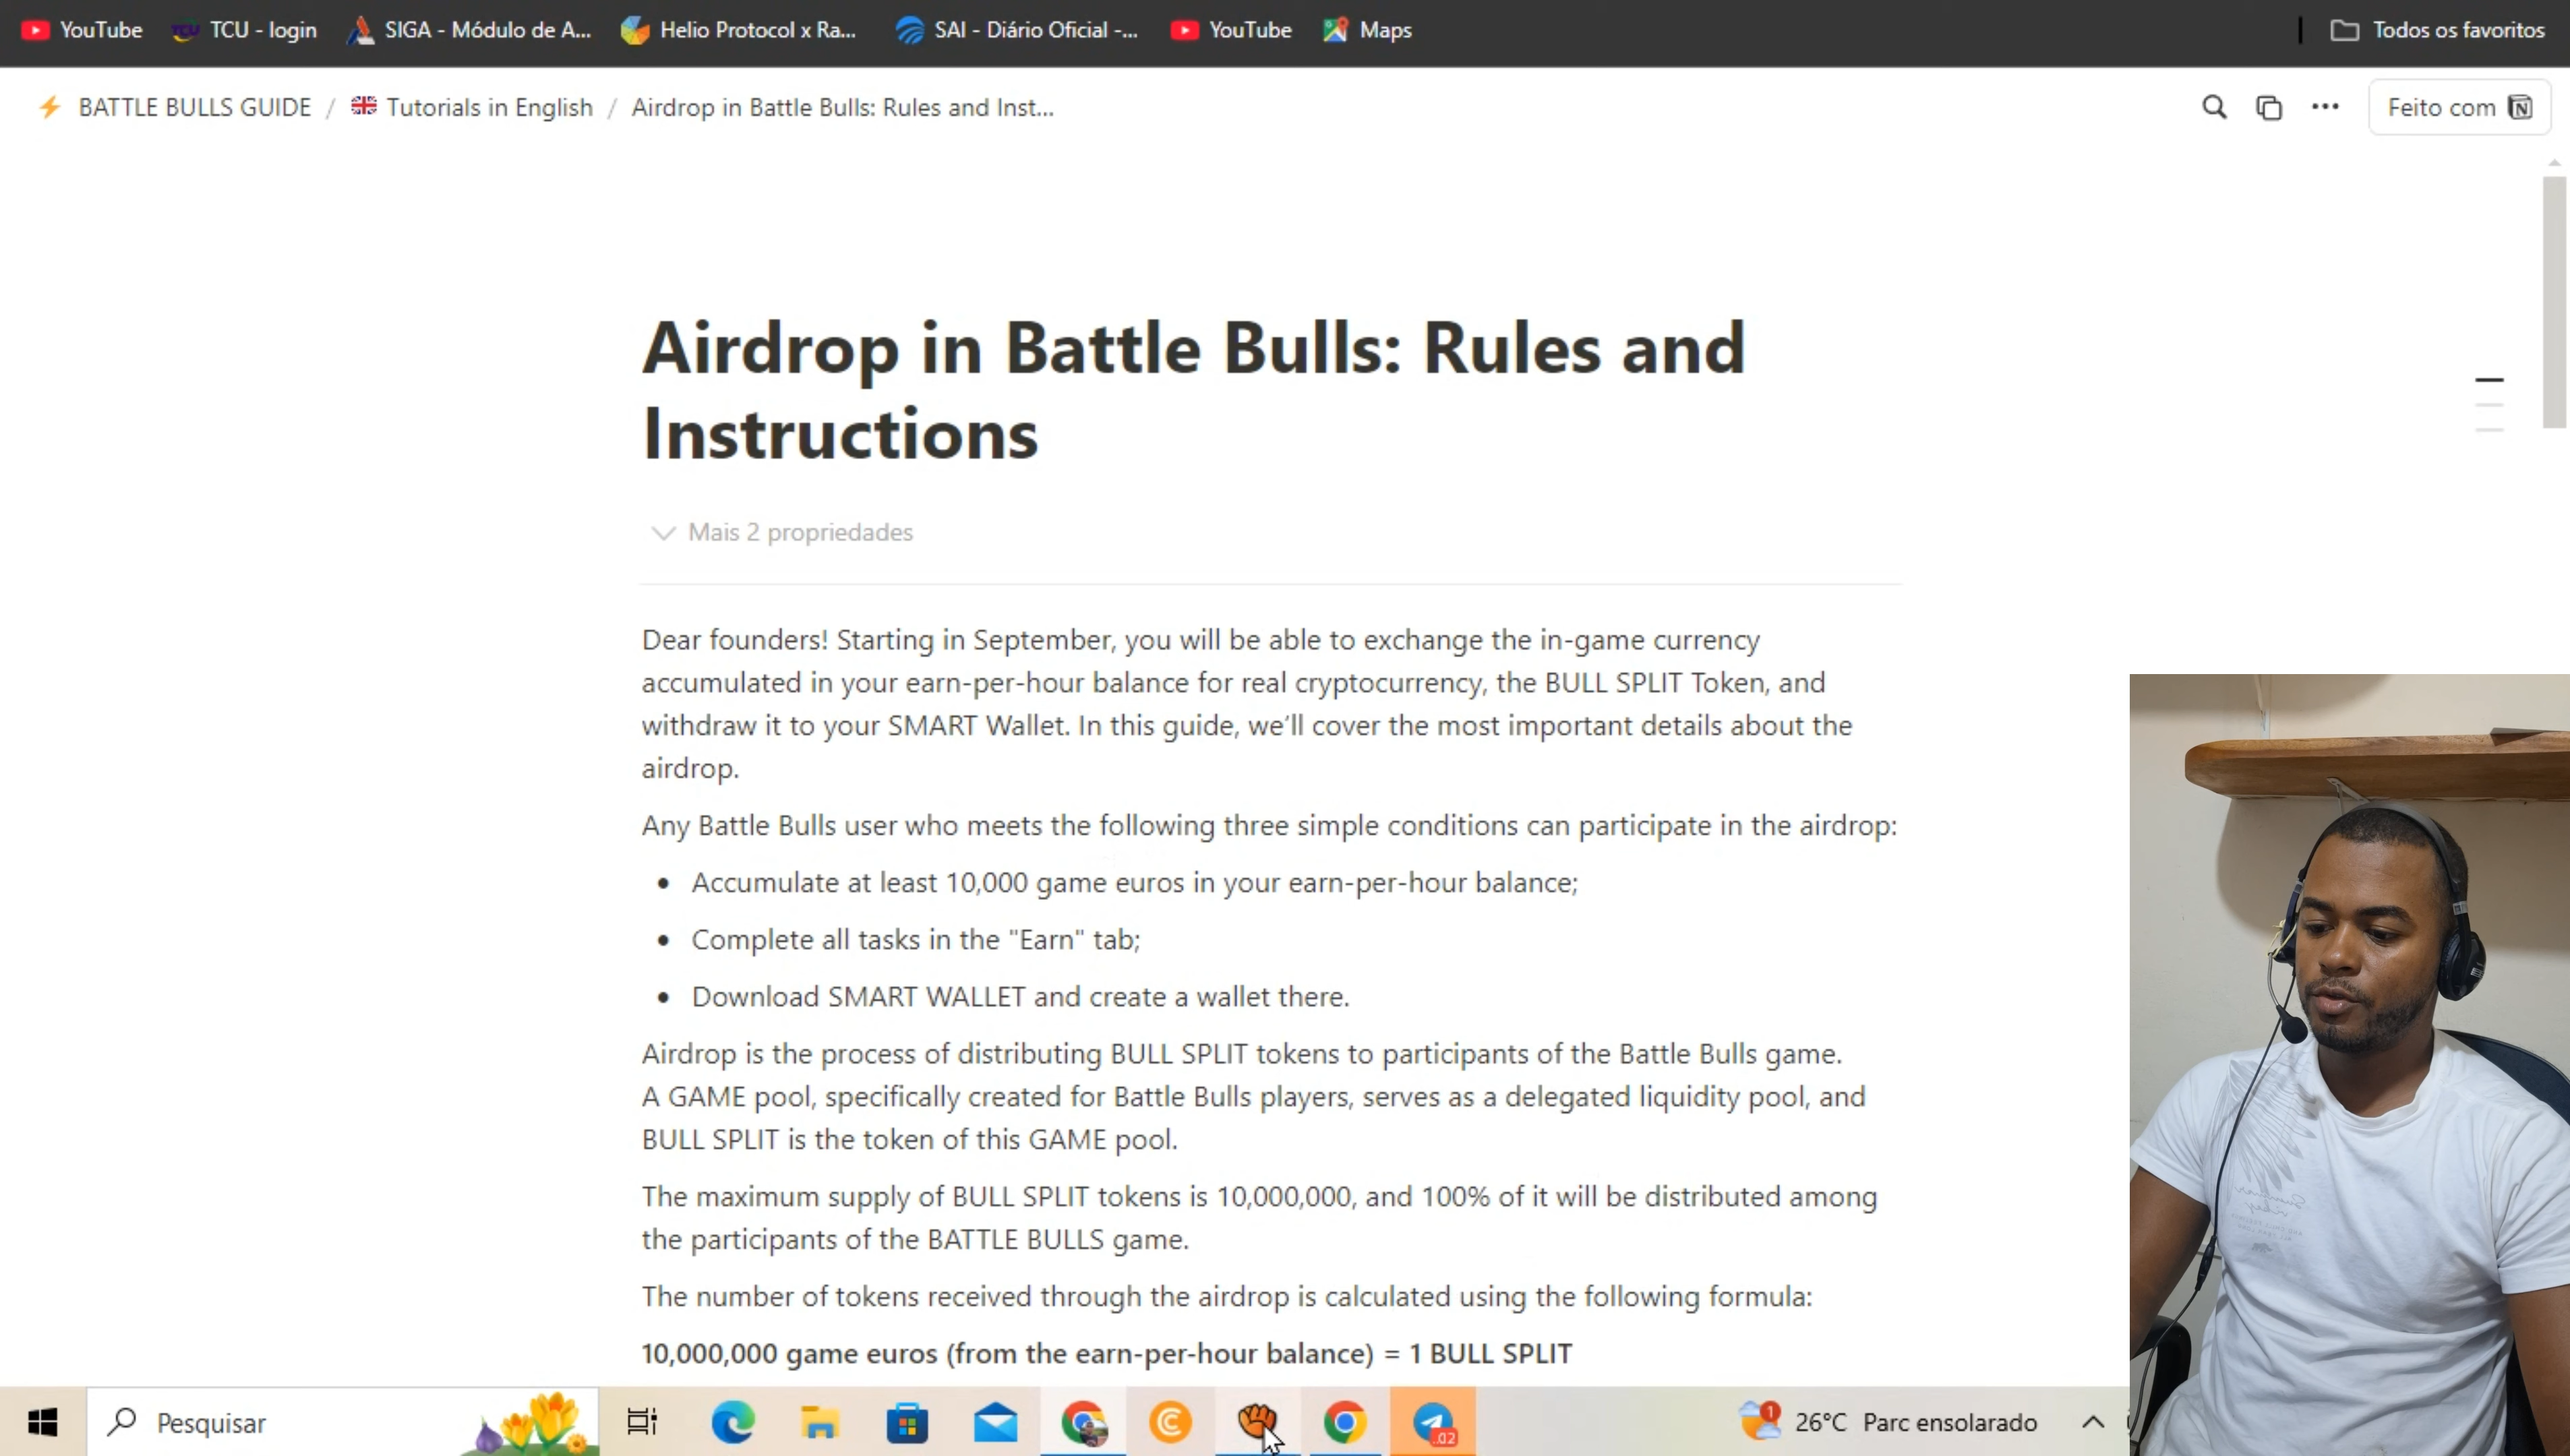 YouTube TCU - login SIGA - Módulo de A... Helio Protocol x Ra... SAI - Diário Oficial -... YouTube Maps Todos os favoritos
BATTLE BULLS GUIDE / Tutorials in English / Airdrop in Battle Bulls: Rules and Inst... Feito com
Airdrop in Battle Bulls: Rules and
Instructions
Mais 2 propriedades
Dear founders! Starting in September, you will be able to exchange the in-game currency
accumulated in your earn-per-hour balance for real cryptocurrency, the BULL SPLIT Token, and
withdraw it to your SMART Wallet. In this guide, we’ll cover the most important details about the
airdrop.
Any Battle Bulls user who meets the following three simple conditions can participate in the airdrop:
• Accumulate at least 10,000 game euros in your earn-per-hour balance;
• Complete all tasks in the "Earn" tab;
• Download SMART WALLET and create a wallet there.
Airdrop is the process of distributing BULL SPLIT tokens to participants of the Battle Bulls game.
A GAME pool, specifically created for Battle Bulls players, serves as a delegated liquidity pool, and
BULL SPLIT is the token of this GAME pool.
The maximum supply of BULL SPLIT tokens is 10,000,000, and 100% of it will be distributed among
the participants of the BATTLE BULLS game.
The number of tokens received through the airdrop is calculated using the following formula:
10,000,000 game euros (from the earn-per-hour balance) = 1 BULL SPLIT
Pesquisar .02 1 26°C Parc ensolarado